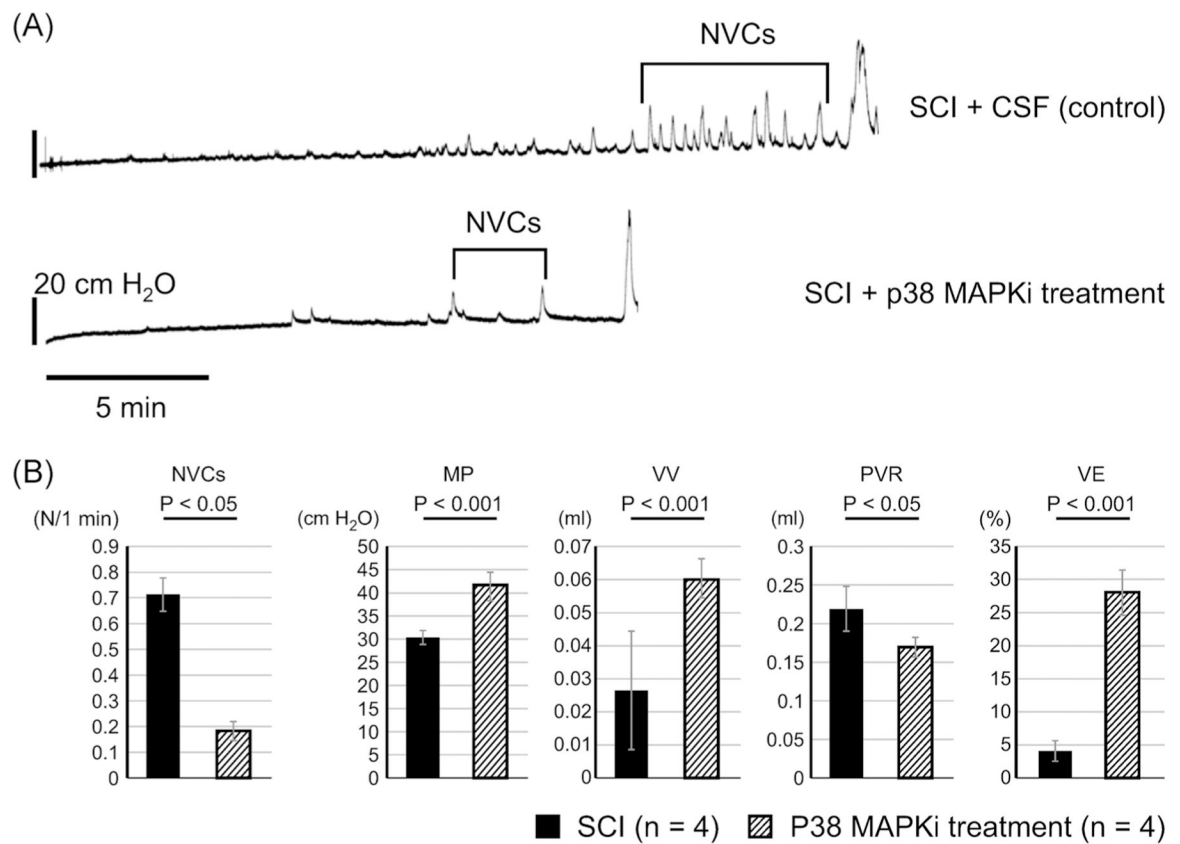 (A)
NVCs
SCI + CSF (control)
NVCs
20 cm H₂O
SCI + p38 MAPKi treatment
5 min
(B)
NVCs
P < 0.05
(N/1 min)
0.9
0.8
0.7
0.6
0.5
0.4
0.3
0.2
0.1
0
MP
P < 0.001
(cm H₂O)
50
45
40
35
30
25
20
15
10
5
0
VV
P < 0.001
(ml)
0.07
0.06
0.05
0.04
0.03
0.02
0.01
0
PVR
P < 0.05
(ml)
0.3
0.25
0.2
0.15
0.1
0.05
0
VE
P < 0.001
(%)
35
30
25
20
15
10
5
0
SCI (n = 4)
P38 MAPKi treatment (n = 4)